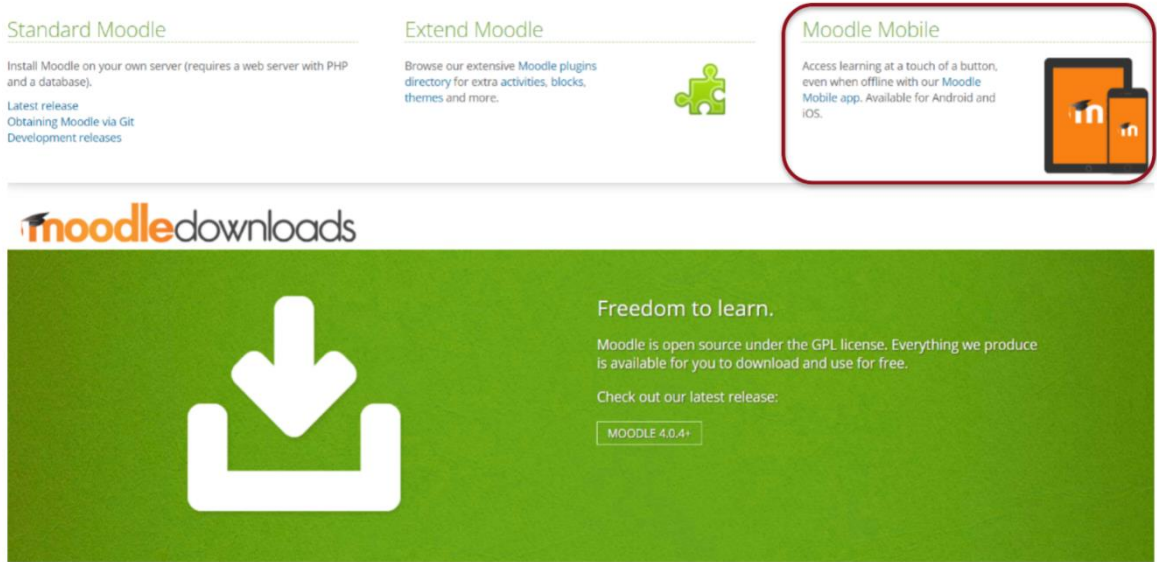 Standard Moodle
Install Moodle on your own server (requires a web server with PHP
and a database).
Latest release
Obtaining Moodle via Git
Development releases
Extend Moodle
Browse our extensive Moodle plugins
directory for extra activities, blocks,
themes and more.
Moodle Mobile
Access learning at a touch of a button,
even when offline with our Moodle
Mobile app. Available for Android and
iOS.
m
m
moodledownloads
Freedom to learn.
Moodle is open source under the GPL license. Everything we produce
is available for you to download and use for free.
Check out our latest release:
MOODLE 4.0.4+